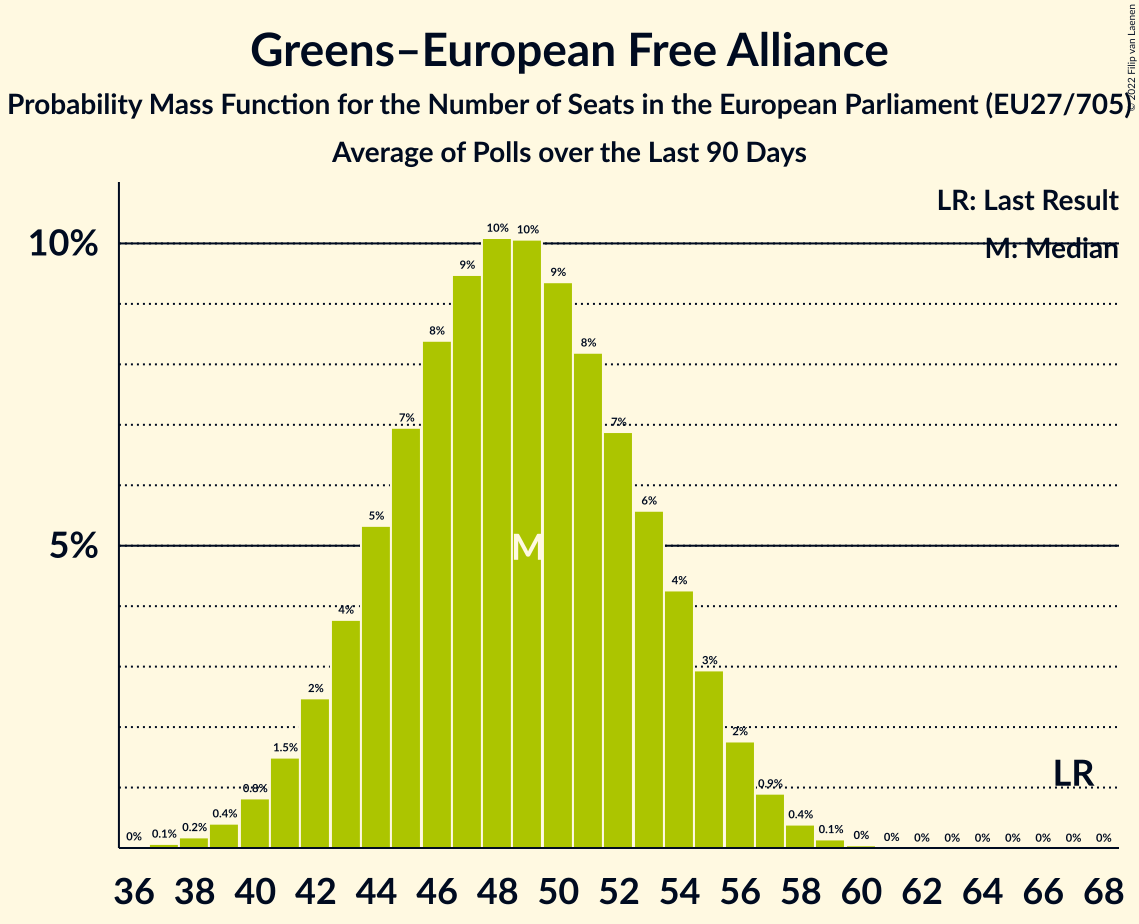 Greens–European Free Alliance
Probability Mass Function for the Number of Seats in the European Parliament (EU27/705)
Average of Polls over the Last 90 Days
© 2022 Filip van Laenen
LR: Last Result
M: Median
10%
5%
0% 0.1% 0.2% 0.4% 0.8% 1.5% 2% 4% 5% 7% 8% 9% 10% 10% 9% 8% 7% 6% 4% 3% 2% 0.9% 0.4% 0.1% 0% 0% 0% 0% 0% 0% 0% 0% 0%
M
LR
36 38 40 42 44 46 48 50 52 54 56 58 60 62 64 66 68